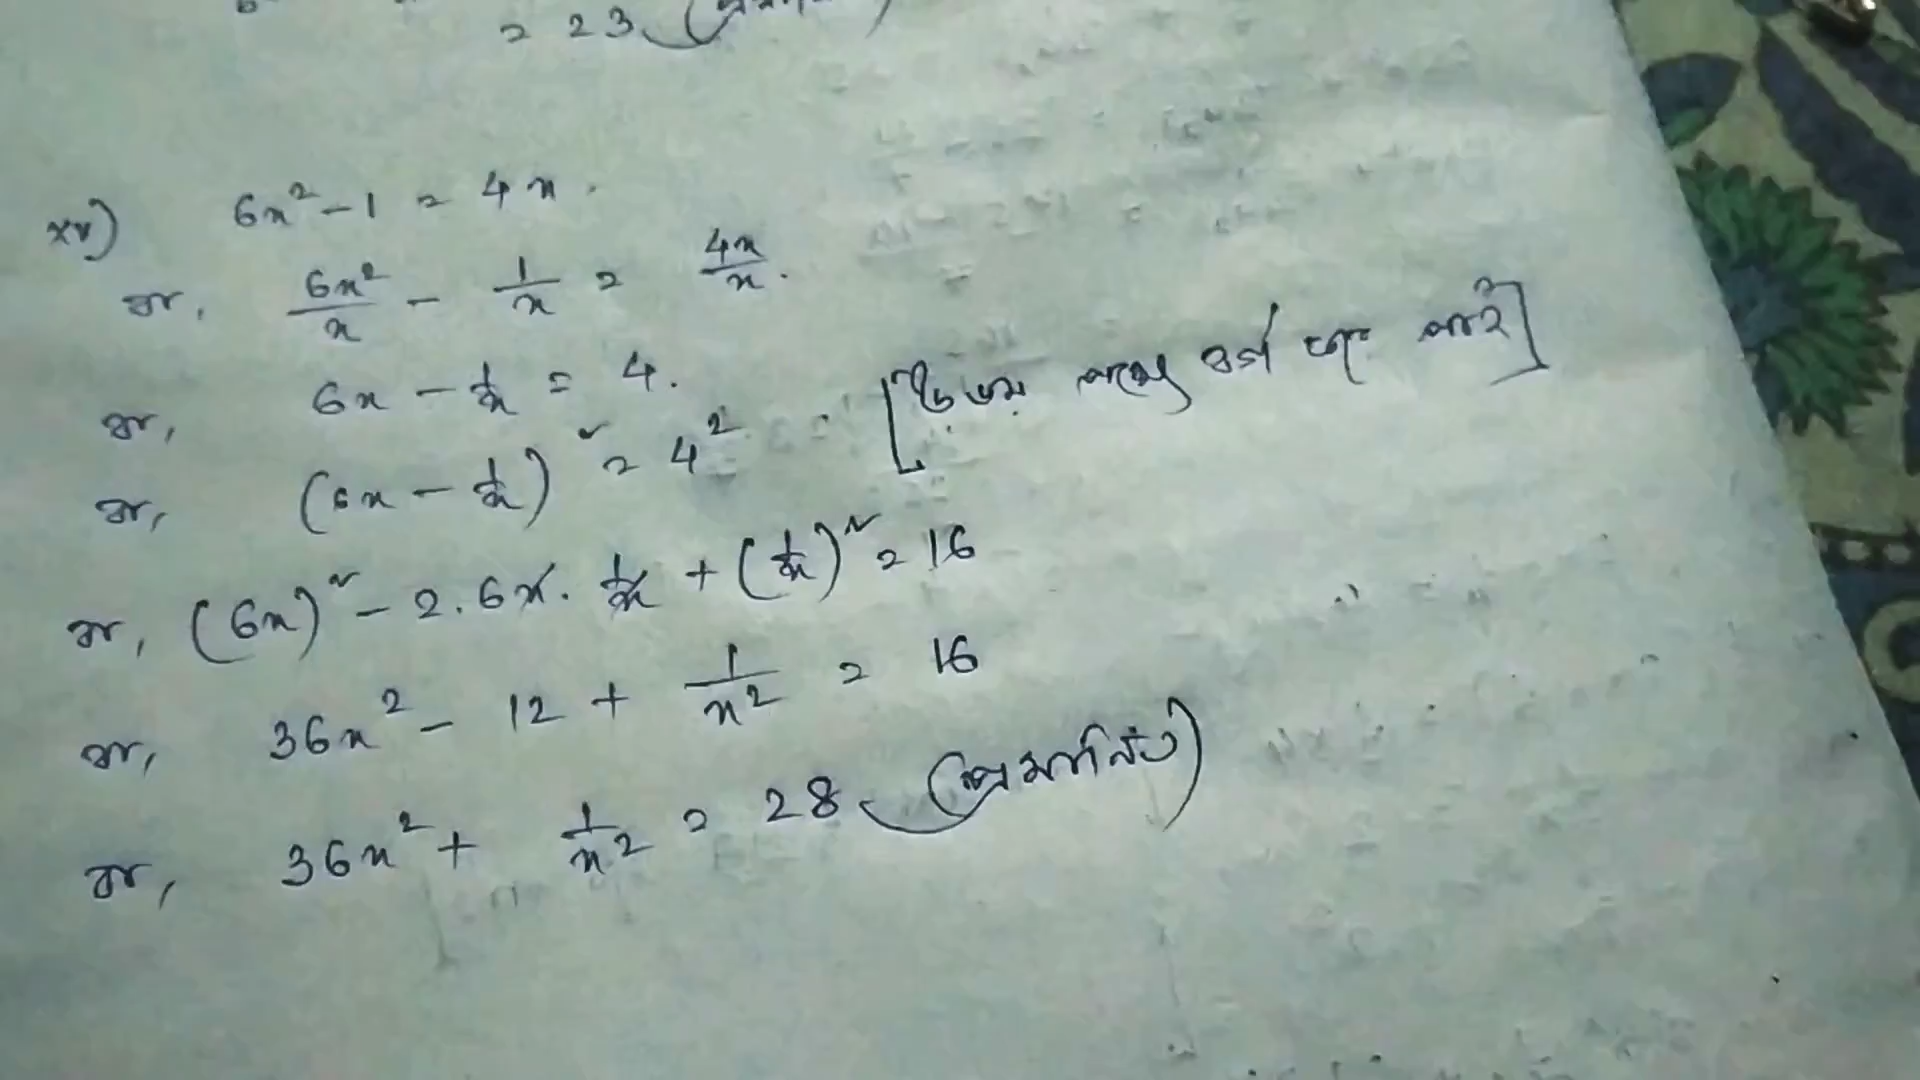 = 23 (প্রমাণিত)
xv) 6x² - 1 = 4x.
বা, 6x²/x - 1/x = 4x/x.
বা, 6x - 1/x = 4.
বা, (6x - 1/x)² = 4² [উভয় পক্ষে বর্গ করে পাই]
বা, (6x)² - 2.6x. 1/x + (1/x)² = 16
বা, 36x² - 12 + 1/x² = 16
বা, 36x² + 1/x² = 28 (প্রমাণিত)